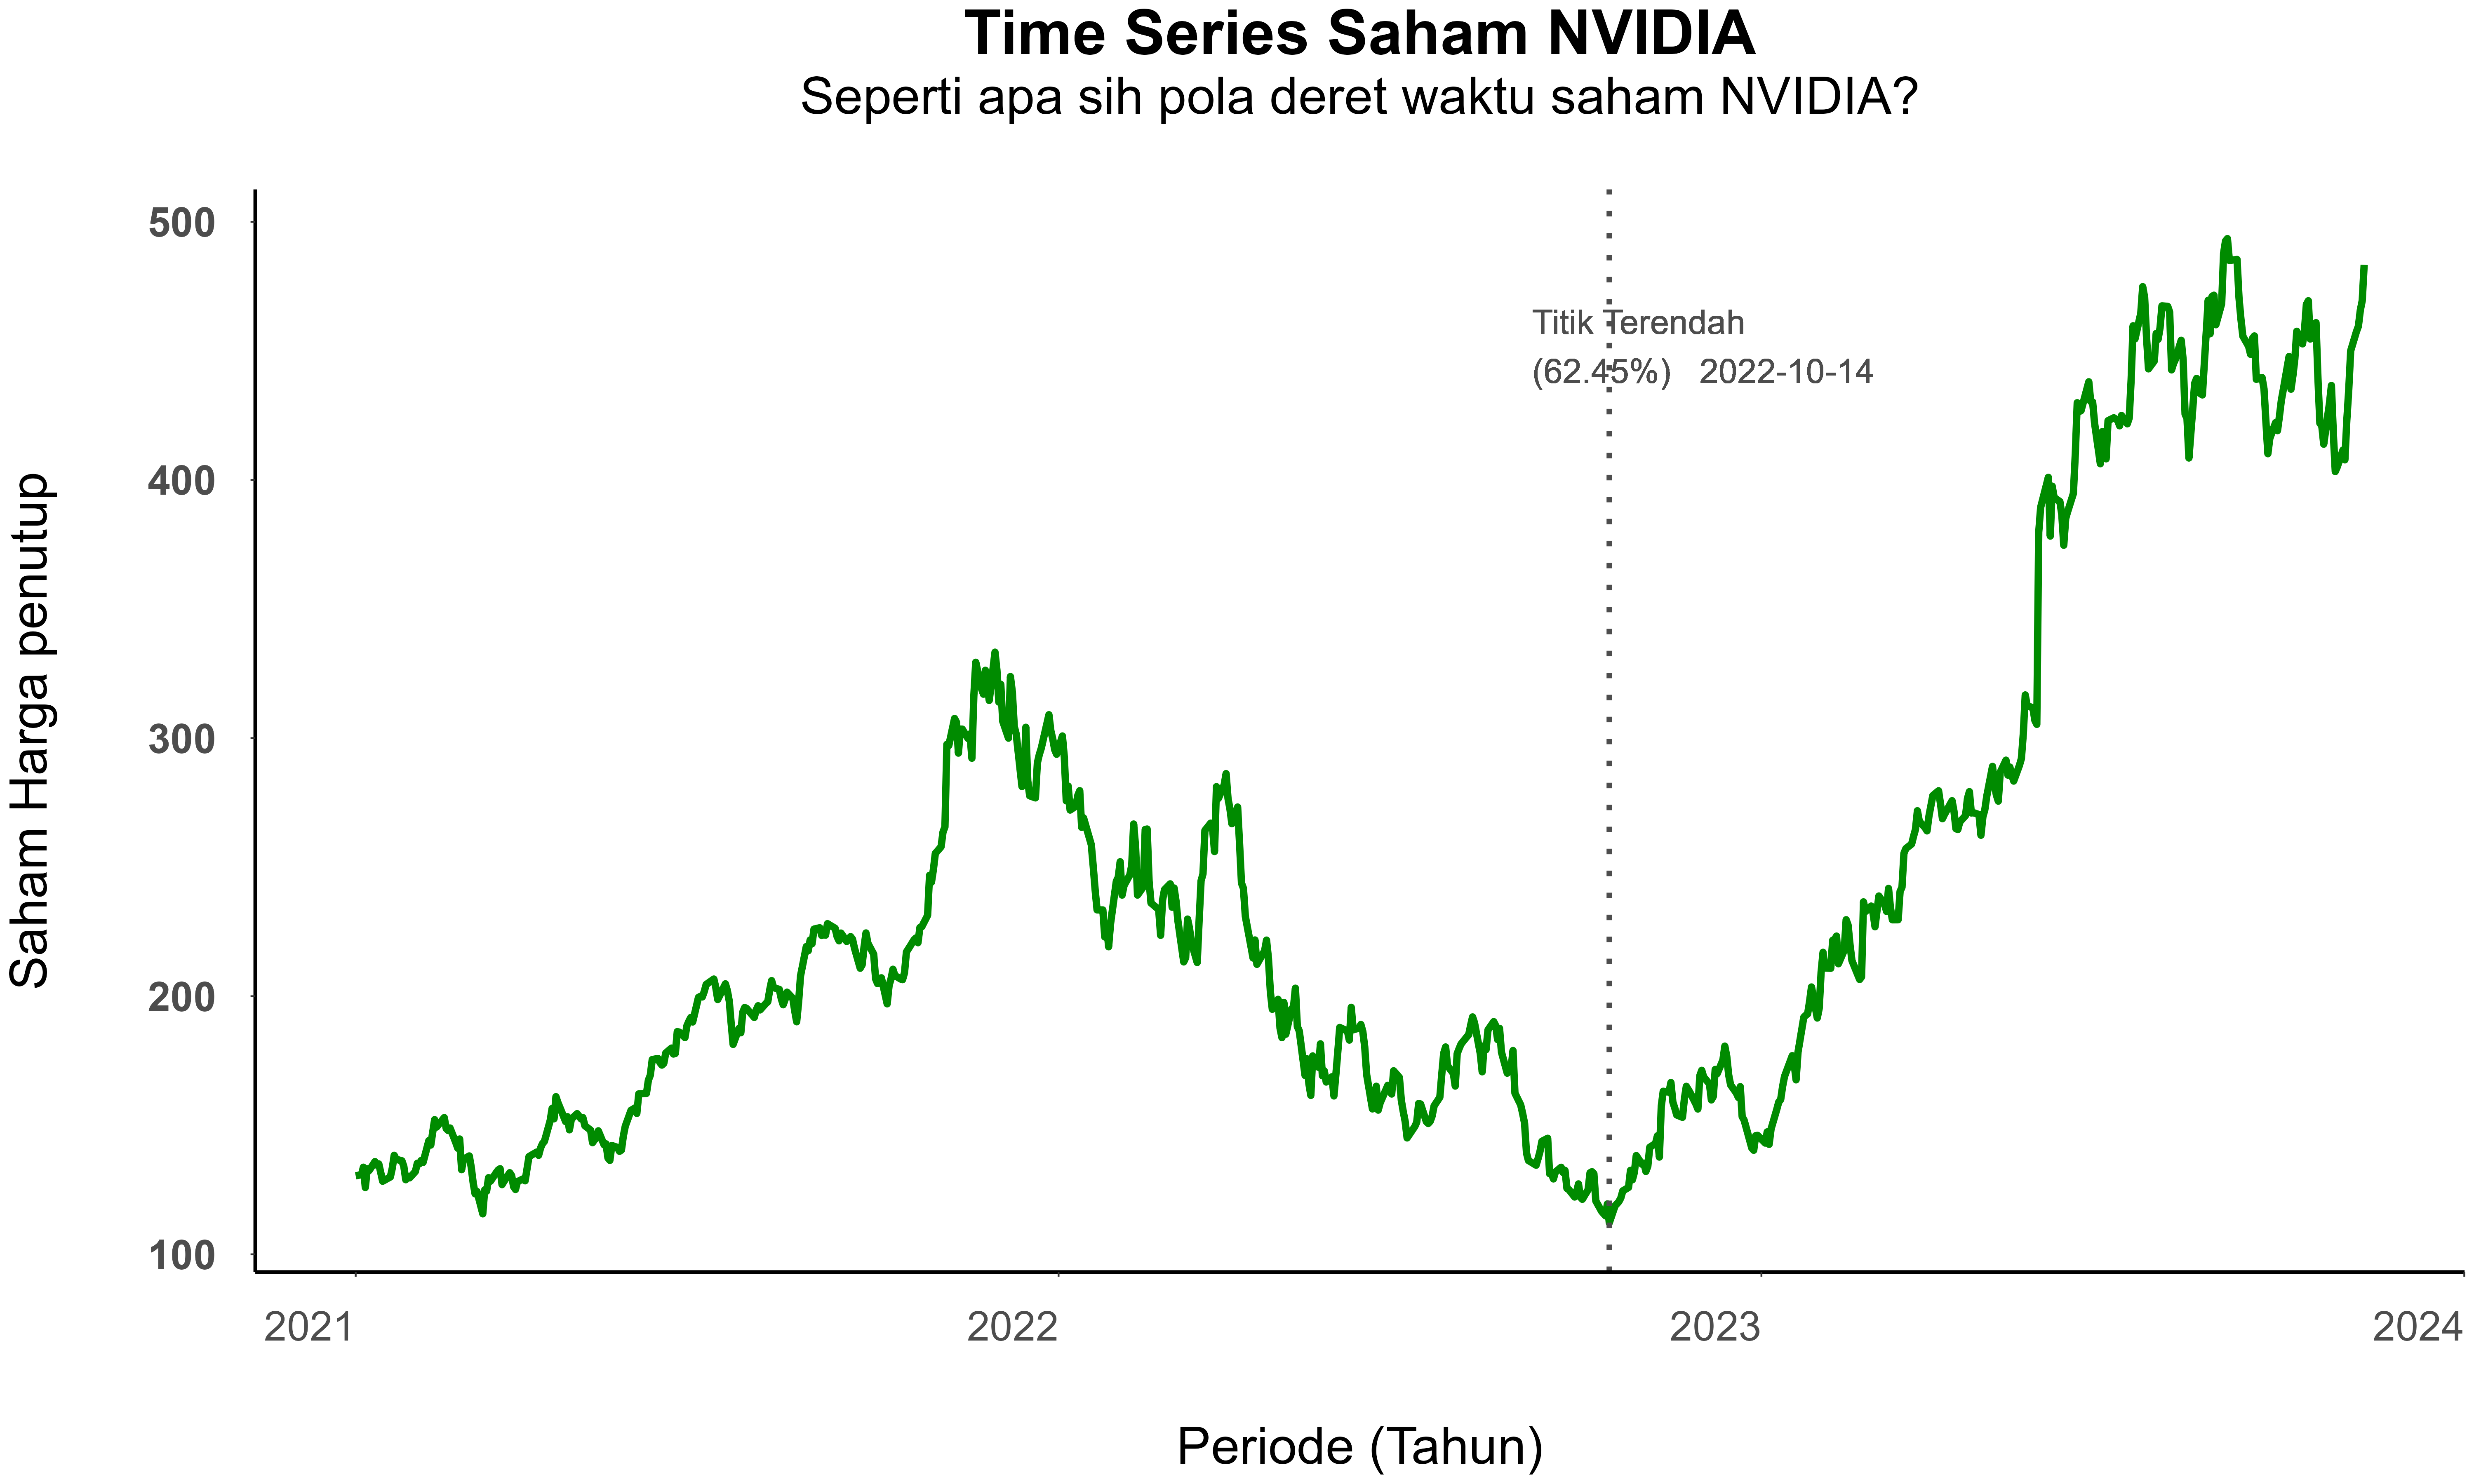 Time Series Saham NVIDIA
Seperti apa sih pola deret waktu saham NVIDIA?
Saham Harga penutup
500
400
300
200
100
Titik Terendah
(62.45%) 2022-10-14
2021 2022 2023 2024
Periode (Tahun)